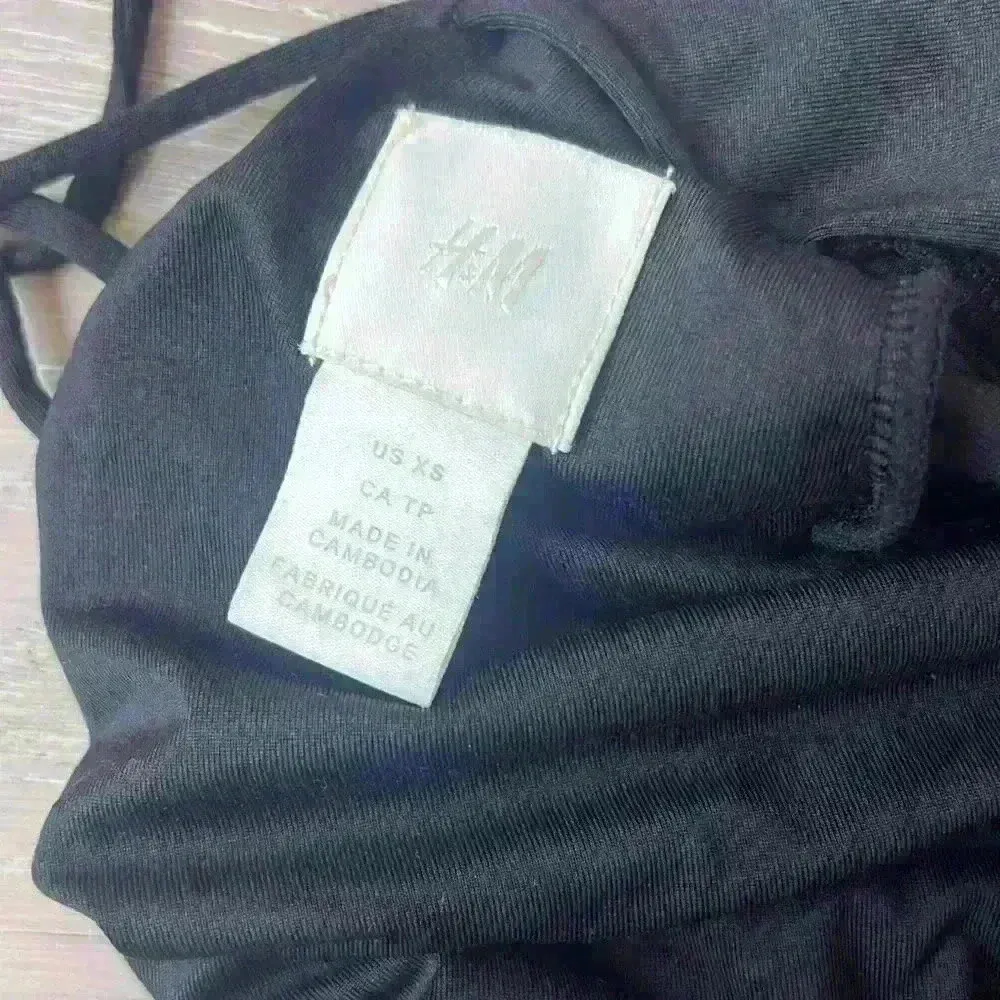 H&M
US XS
CA TP
MADE IN
CAMBODIA
FABRIQUÉ AU
CAMBODGE